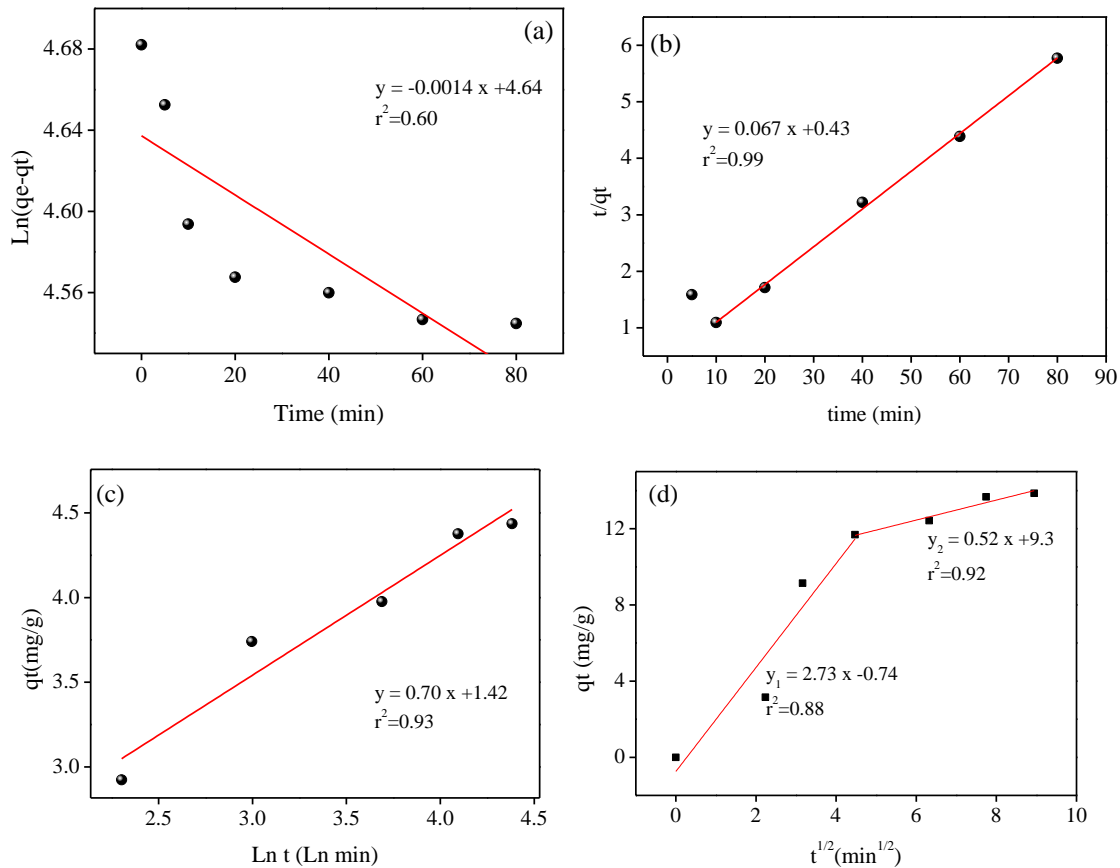 (a)
y = -0.0014 x +4.64
r²=0.60
4.68
4.64
4.60
4.56
Ln(qe-qt)
0 20 40 60 80
Time (min)
(b)
y = 0.067 x +0.43
r²=0.99
6
5
4
3
2
1
t/qt
0 10 20 30 40 50 60 70 80 90
time (min)
(c)
4.5
4.0
3.5
3.0
qt(mg/g)
y = 0.70 x +1.42
r²=0.93
2.5 3.0 3.5 4.0 4.5
Ln t (Ln min)
(d)
12
8
4
0
qt (mg/g)
y₂ = 0.52 x +9.3
r²=0.92
y₁ = 2.73 x -0.74
r²=0.88
0 2 4 6 8 10
t^1/2(min^1/2)